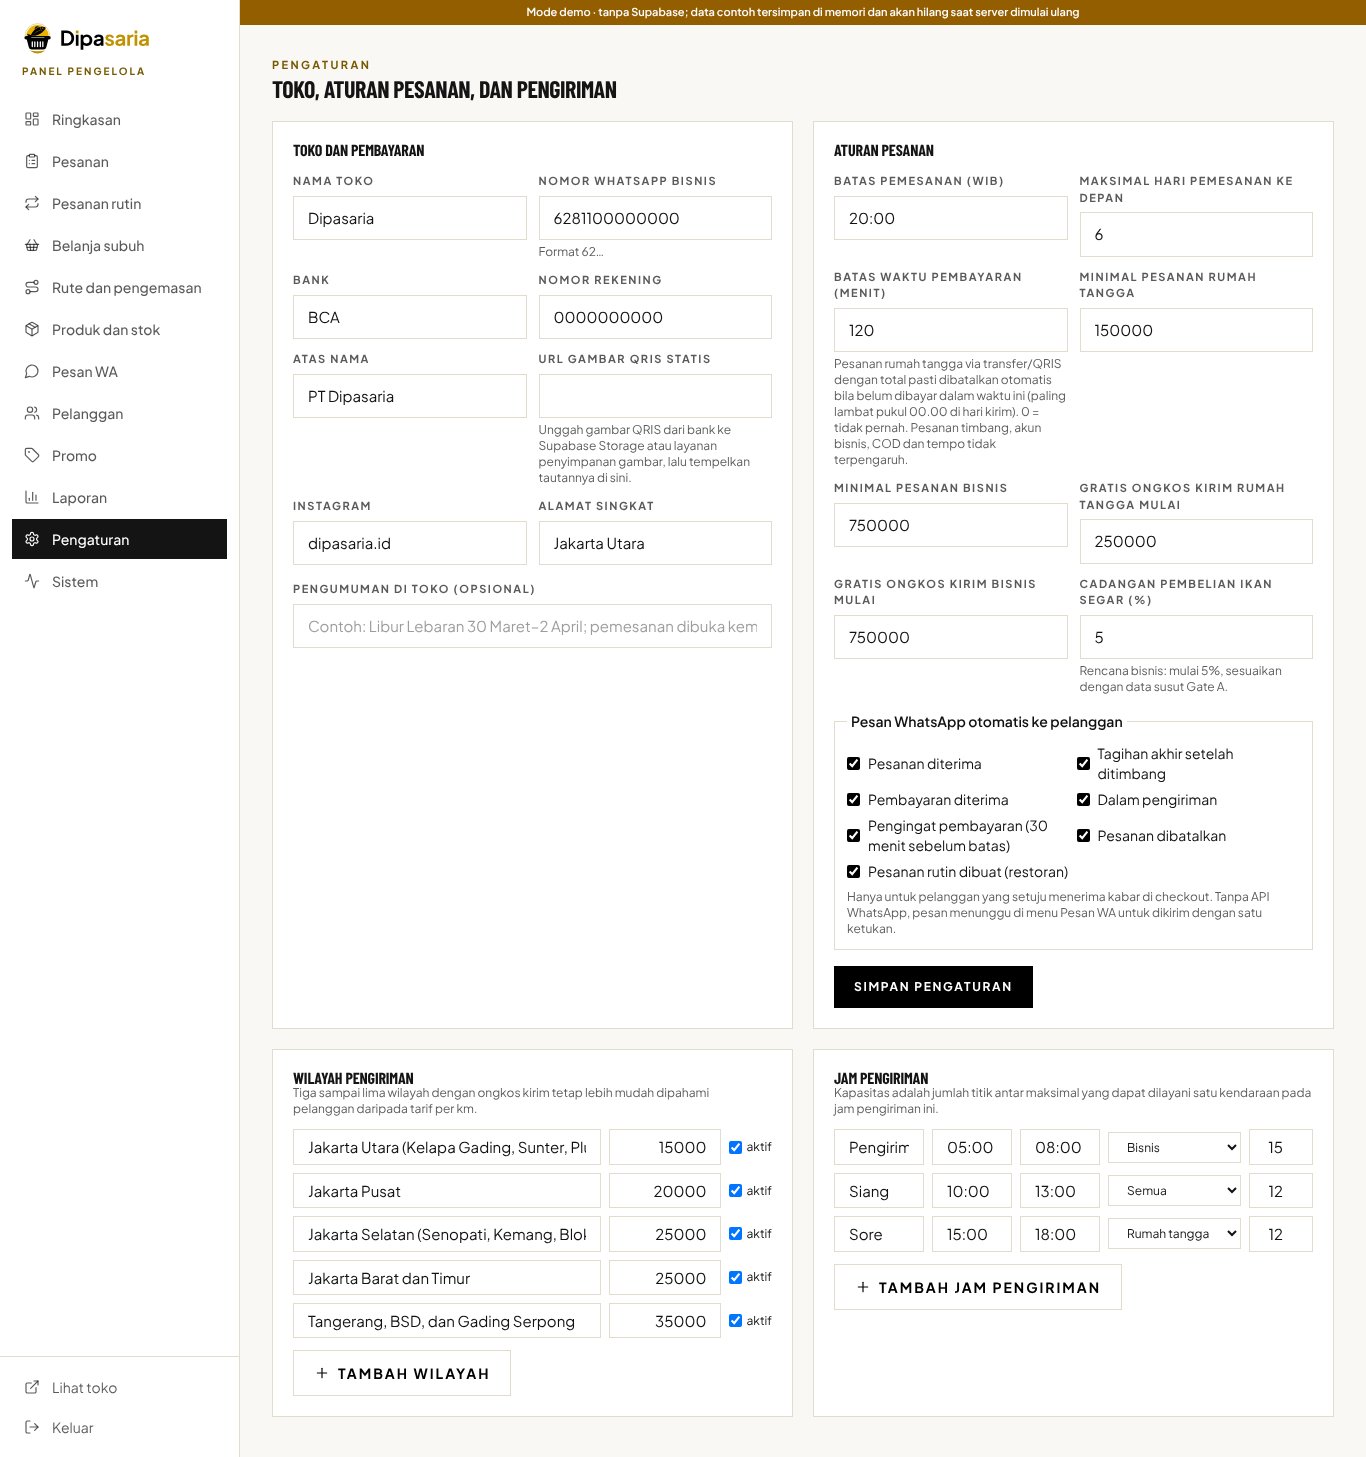 Mode demo · tanpa Supabase; data contoh tersimpan di memori dan akan hilang saat server dimulai ulang
Dipasaria
PANEL PENGELOLA
Ringkasan
Pesanan
Pesanan rutin
Belanja subuh
Rute dan pengemasan
Produk dan stok
Pesan WA
Pelanggan
Promo
Laporan
Pengaturan
Sistem
Lihat toko
Keluar
PENGATURAN
TOKO, ATURAN PESANAN, DAN PENGIRIMAN
TOKO DAN PEMBAYARAN
NAMA TOKO
Dipasaria
NOMOR WHATSAPP BISNIS
6281100000000
Format 62…
BANK
BCA
NOMOR REKENING
0000000000
ATAS NAMA
PT Dipasaria
URL GAMBAR QRIS STATIS
Unggah gambar QRIS dari bank ke
Supabase Storage atau layanan
penyimpanan gambar, lalu tempelkan
tautannya di sini.
INSTAGRAM
dipasaria.id
ALAMAT SINGKAT
Jakarta Utara
PENGUMUMAN DI TOKO (OPSIONAL)
Contoh: Libur Lebaran 30 Maret–2 April; pemesanan dibuka kem
ATURAN PESANAN
BATAS PEMESANAN (WIB)
20:00
MAKSIMAL HARI PEMESANAN KE
DEPAN
6
BATAS WAKTU PEMBAYARAN
(MENIT)
120
Pesanan rumah tangga via transfer/QRIS
dengan total pasti dibatalkan otomatis
bila belum dibayar dalam waktu ini (paling
lambat pukul 00.00 di hari kirim). 0 =
tidak pernah. Pesanan timbang, akun
bisnis, COD dan tempo tidak
terpengaruh.
MINIMAL PESANAN RUMAH
TANGGA
150000
MINIMAL PESANAN BISNIS
750000
GRATIS ONGKOS KIRIM RUMAH
TANGGA MULAI
250000
GRATIS ONGKOS KIRIM BISNIS
MULAI
750000
CADANGAN PEMBELIAN IKAN
SEGAR (%)
5
Rencana bisnis: mulai 5%, sesuaikan
dengan data susut Gate A.
Pesan WhatsApp otomatis ke pelanggan
Pesanan diterima
Tagihan akhir setelah
ditimbang
Pembayaran diterima
Dalam pengiriman
Pengingat pembayaran (30
menit sebelum batas)
Pesanan dibatalkan
Pesanan rutin dibuat (restoran)
Hanya untuk pelanggan yang setuju menerima kabar di checkout. Tanpa API
WhatsApp, pesan menunggu di menu Pesan WA untuk dikirim dengan satu
ketukan.
SIMPAN PENGATURAN
WILAYAH PENGIRIMAN
Tiga sampai lima wilayah dengan ongkos kirim tetap lebih mudah dipahami
pelanggan daripada tarif per km.
Jakarta Utara (Kelapa Gading, Sunter, Plu 15000 aktif
Jakarta Pusat 20000 aktif
Jakarta Selatan (Senopati, Kemang, Blok 25000 aktif
Jakarta Barat dan Timur 25000 aktif
Tangerang, BSD, dan Gading Serpong 35000 aktif
+ TAMBAH WILAYAH
JAM PENGIRIMAN
Kapasitas adalah jumlah titik antar maksimal yang dapat dilayani satu kendaraan pada
jam pengiriman ini.
Pengirim 05:00 08:00 Bisnis 15
Siang 10:00 13:00 Semua 12
Sore 15:00 18:00 Rumah tangga 12
+ TAMBAH JAM PENGIRIMAN